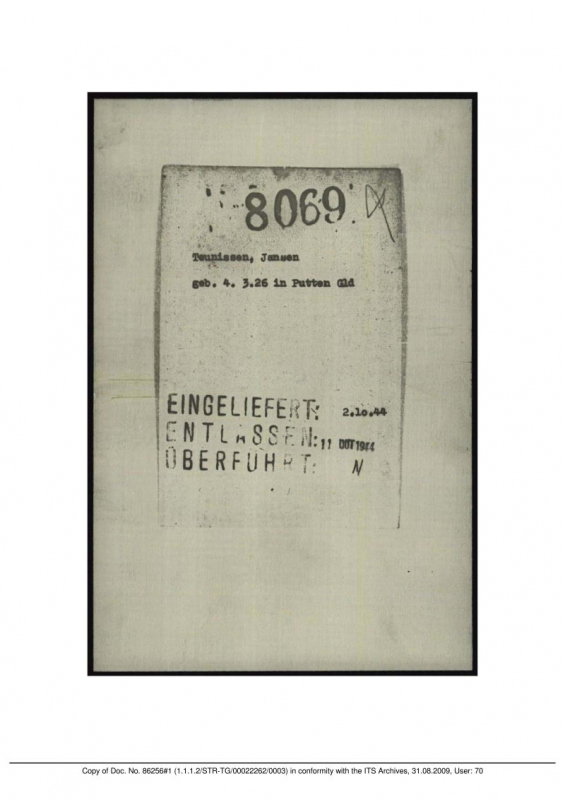 8069
Teunissen, Jansen
geb. 4. 3.26 in Putten Gld
EINGELIEFERT: 2.10.44
ENTLASSEN: 11 OCT 1944
ÜBERFÜHRT: N
Copy of Doc. No. 86256#1 (1.1.1.2/STR-TG/00022262/0003) in conformity with the ITS Archives, 31.08.2009, User: 70